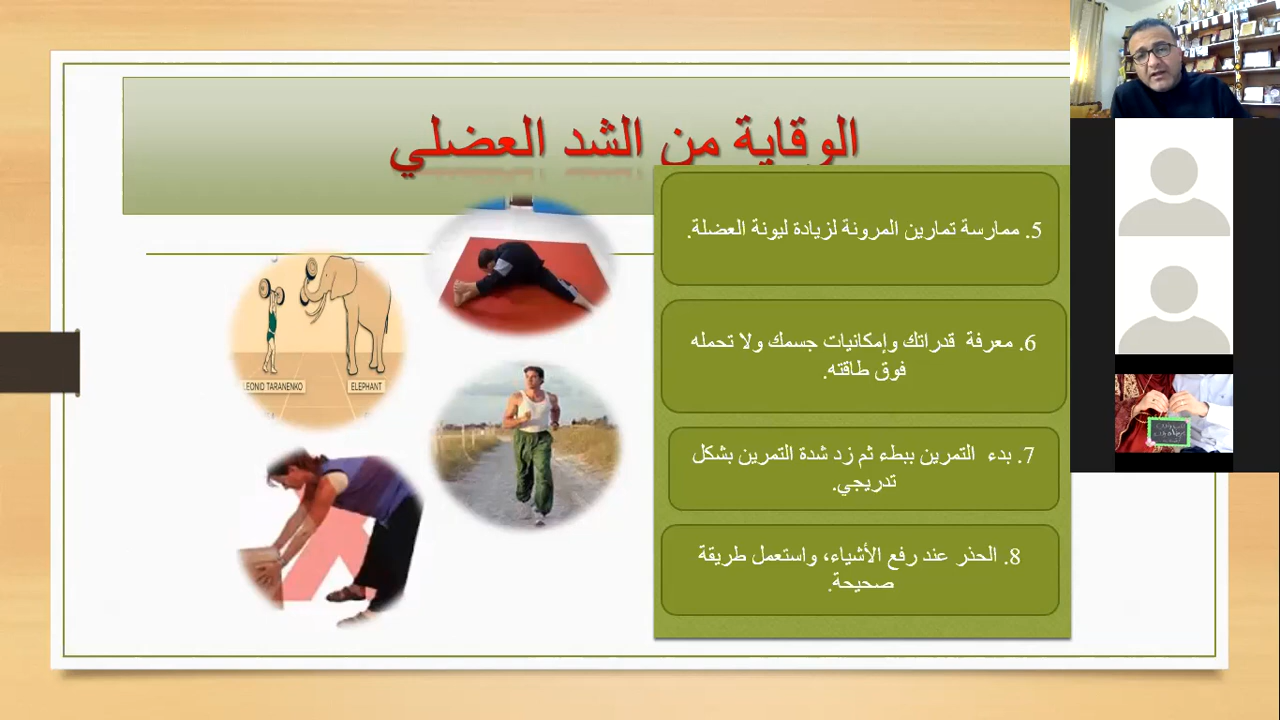 الوقاية من الشد العضلي
5. ممارسة تمارين المرونة لزيادة ليونة العضلة.
6. معرفة قدراتك وإمكانيات جسمك ولا تحمله
فوق طاقته.
7. بدء التمرين ببطء ثم زد شدة التمرين بشكل
تدريجي.
8. الحذر عند رفع الأشياء، واستعمل طريقة
صحيحة.
LEONID TARANENKO
ELEPHANT